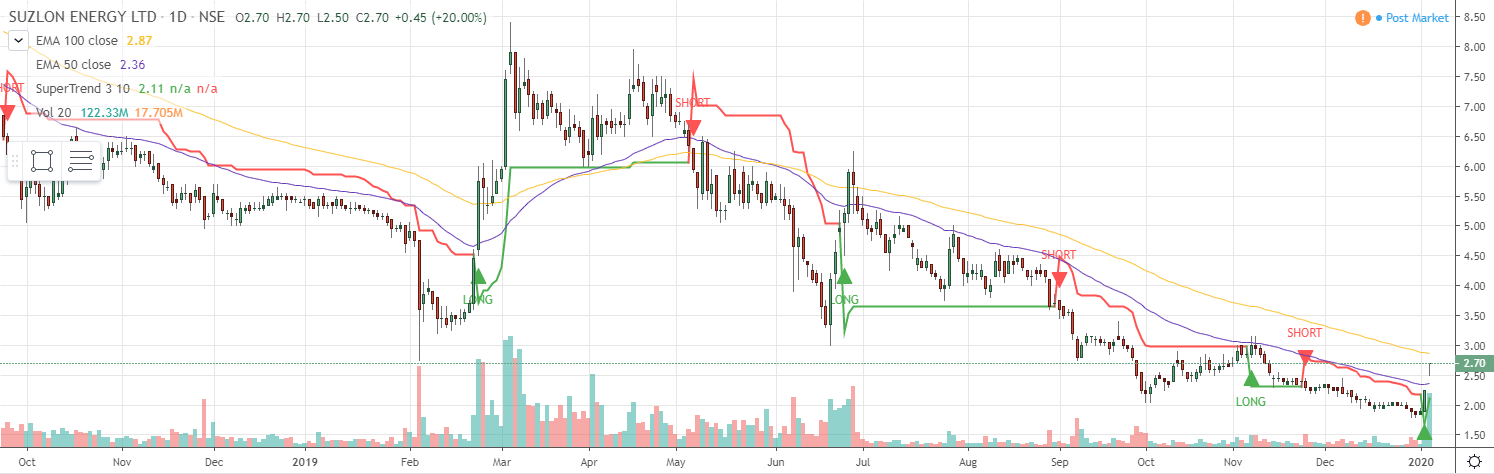 SUZLON ENERGY LTD · 1D · NSE O2.70 H2.70 L2.50 C2.70 +0.45 (+20.00%)
! Post Market
EMA 100 close 2.87
EMA 50 close 2.36
SuperTrend 3 10 2.11 n/a n/a
Vol 20 122.33M 17.705M
SHORT
SHORT
SHORT
LONG
LONG
SHORT
LONG
8.50
8.00
7.50
7.00
6.50
6.00
5.50
5.00
4.50
4.00
3.50
3.00
2.70
2.50
2.00
1.50
Oct Nov Dec 2019 Feb Mar Apr May Jun Jul Aug Sep Oct Nov Dec 2020